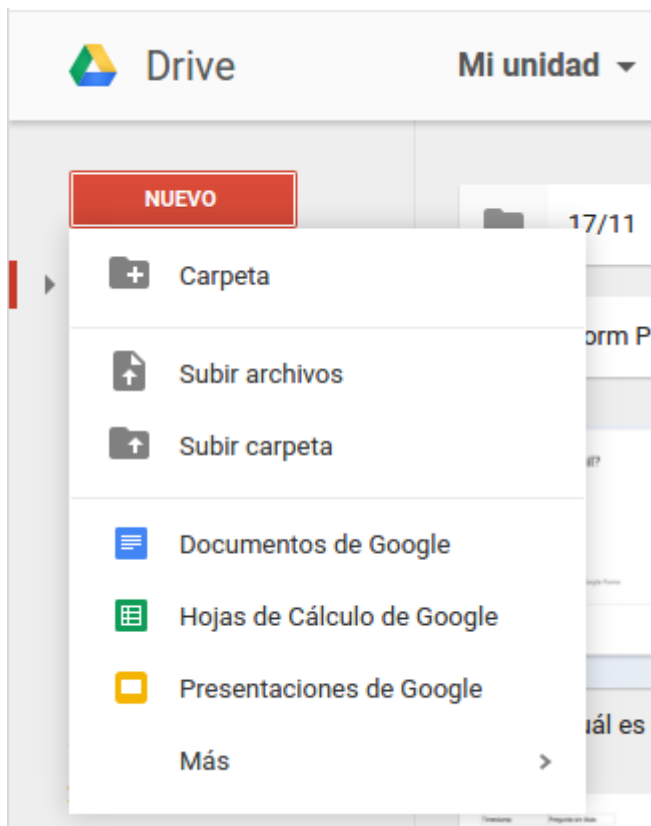 Drive
Mi unidad
NUEVO
17/11
Carpeta
orm P
Subir archivos
Subir carpeta
il?
Documentos de Google
Hojas de Cálculo de Google
Presentaciones de Google
uál es
Más